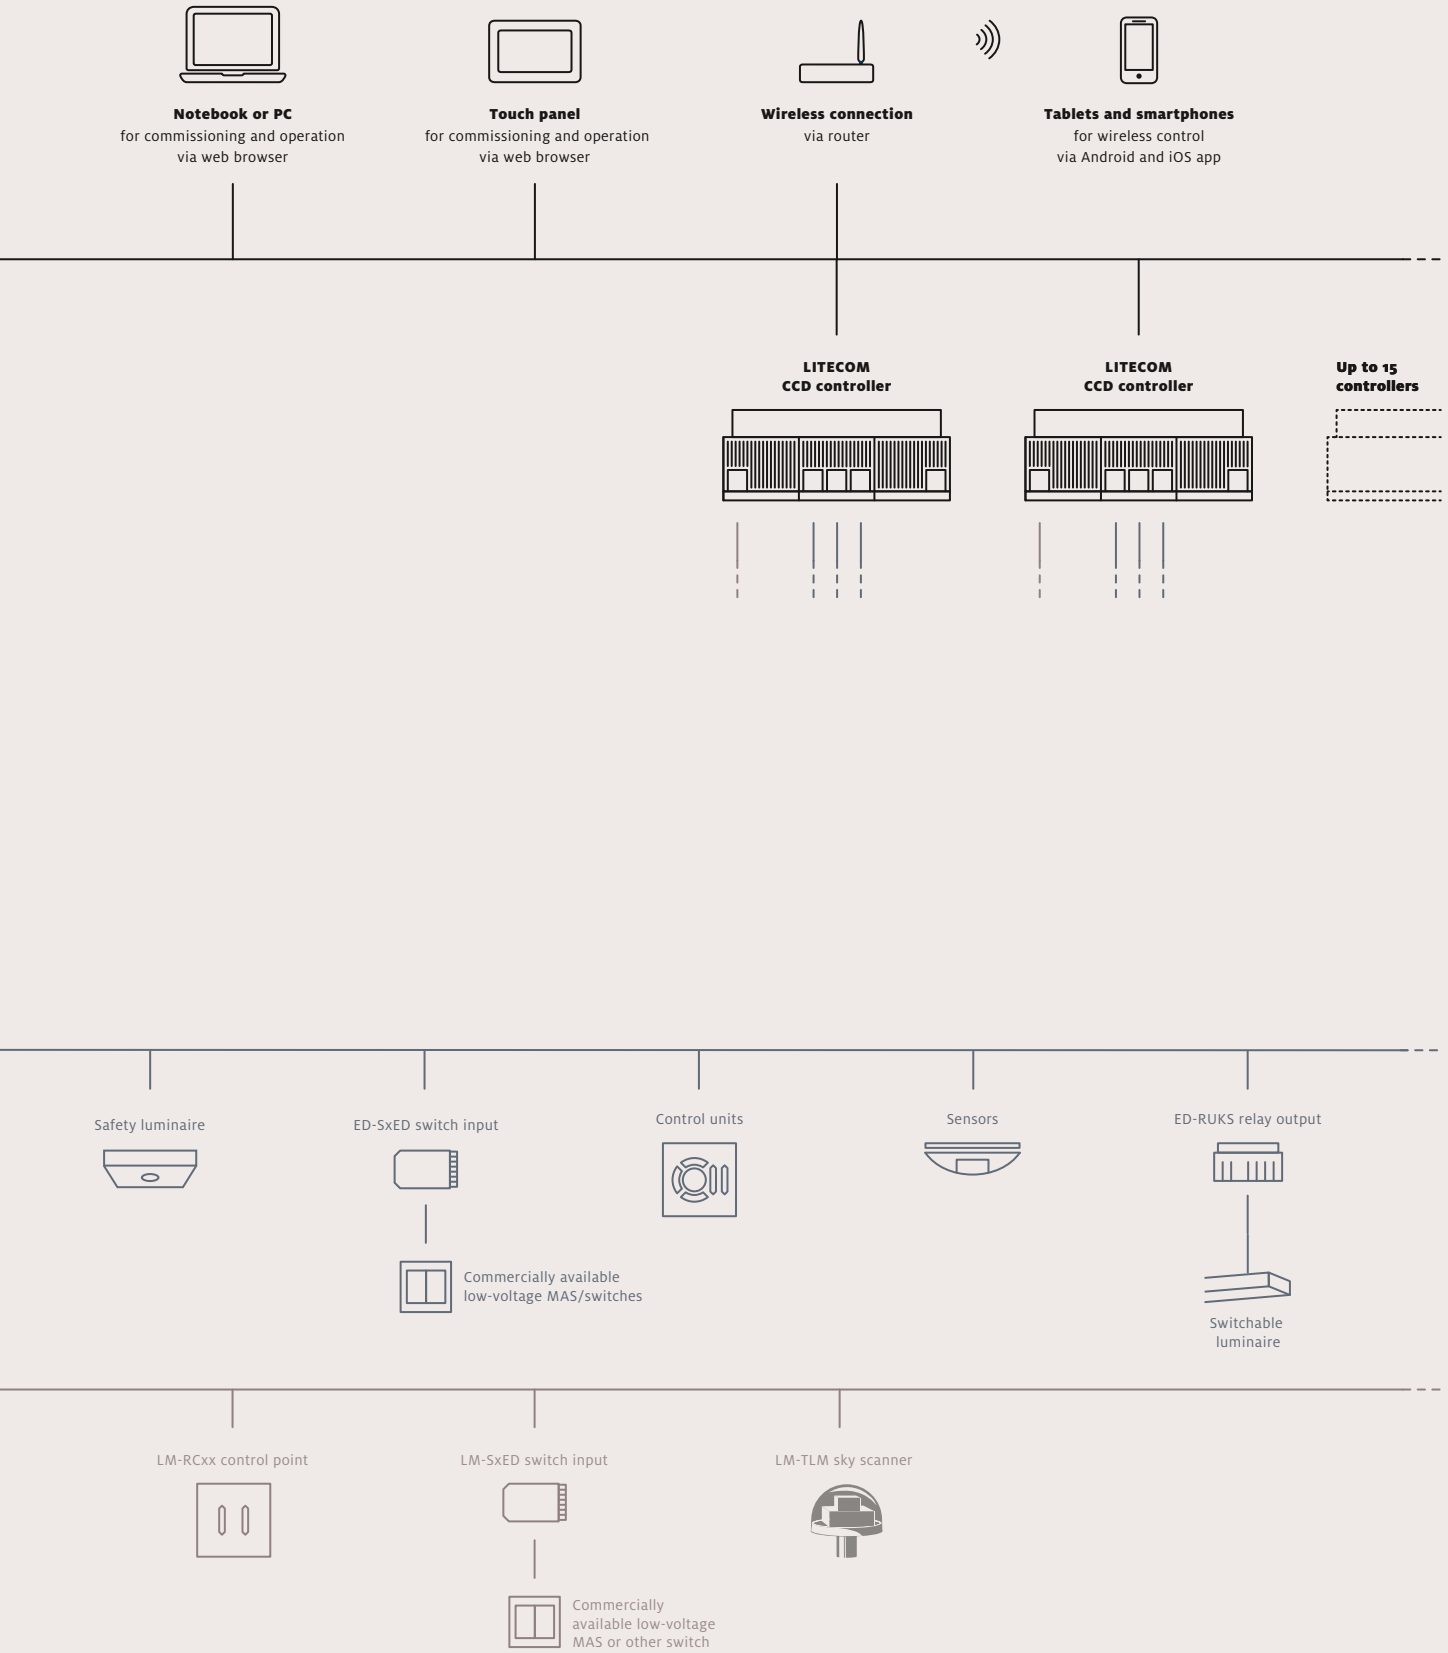 Notebook or PC
for commissioning and operation
via web browser
Touch panel
for commissioning and operation
via web browser
Wireless connection
via router
Tablets and smartphones
for wireless control
via Android and iOS app
LITECOM
CCD controller
LITECOM
CCD controller
Up to 15
controllers
Safety luminaire
ED-SxED switch input
Commercially available
low-voltage MAS/switches
Control units
Sensors
ED-RUKS relay output
Switchable
luminaire
LM-RCxx control point
LM-SxED switch input
Commercially
available low-voltage
MAS or other switch
LM-TLM sky scanner